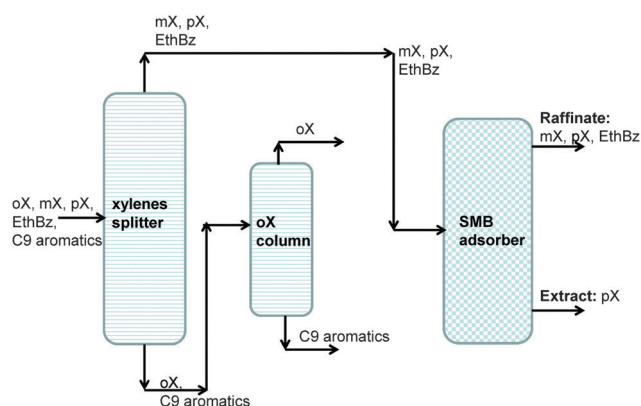 mX, pX,
EthBz
mX, pX,
EthBz
oX, mX, pX,
EthBz,
C9 aromatics
xylenes
splitter
oX
oX
column
C9 aromatics
oX,
C9 aromatics
SMB
adsorber
Raffinate:
mX, pX, EthBz
Extract: pX